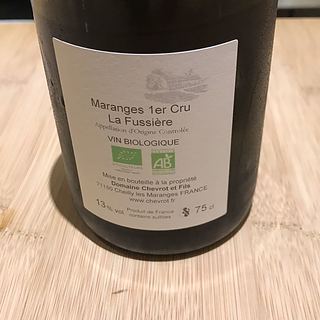 Maranges 1er Cru
La Fussière
Appellation d'Origine Contrôlée
VIN BIOLOGIQUE
AB
Mise en bouteille à la propriété
Domaine Chevrot et Fils
71150 Cheilly les Maranges FRANCE
www.chevrot.fr
13% vol
Produit de France
contains sulfites
75 cl